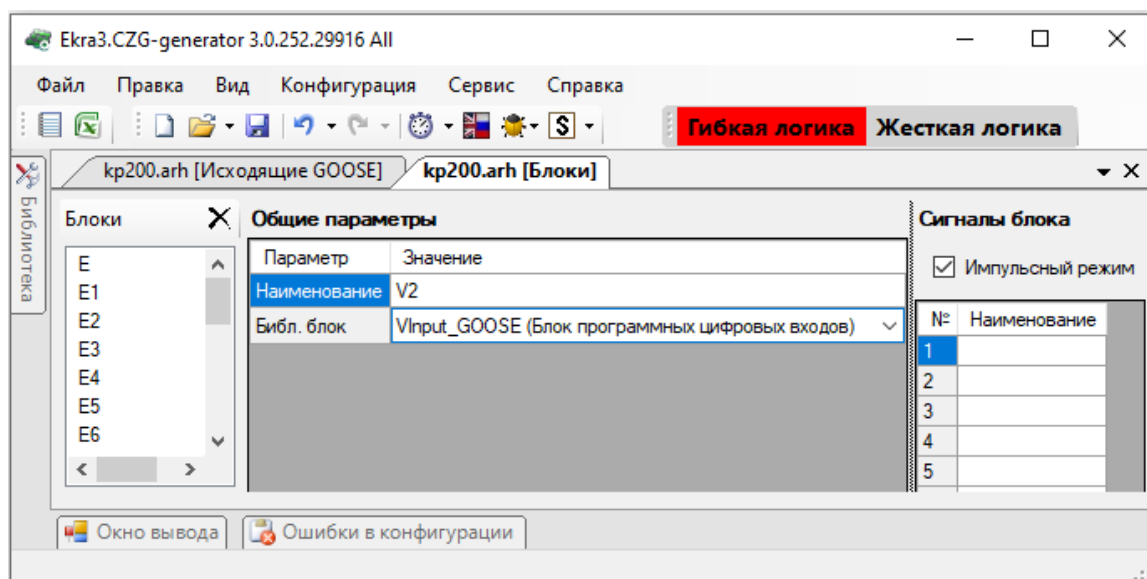 Ekra3.CZG-generator 3.0.252.29916 All
Файл Правка Вид Конфигурация Сервис Справка
S Гибкая логика Жесткая логика
kp200.arh [Исходящие GOOSE] kp200.arh [Блоки]
Библиотека
Блоки Общие параметры Сигналы блока
Параметр Значение
Импульсный режим
Наименование V2
Библ. блок VInput_GOOSE (Блок программных цифровых входов)
E
E1
E2
E3
E4
E5
E6
№ Наименование
1
2
3
4
5
Окно вывода Ошибки в конфигурации